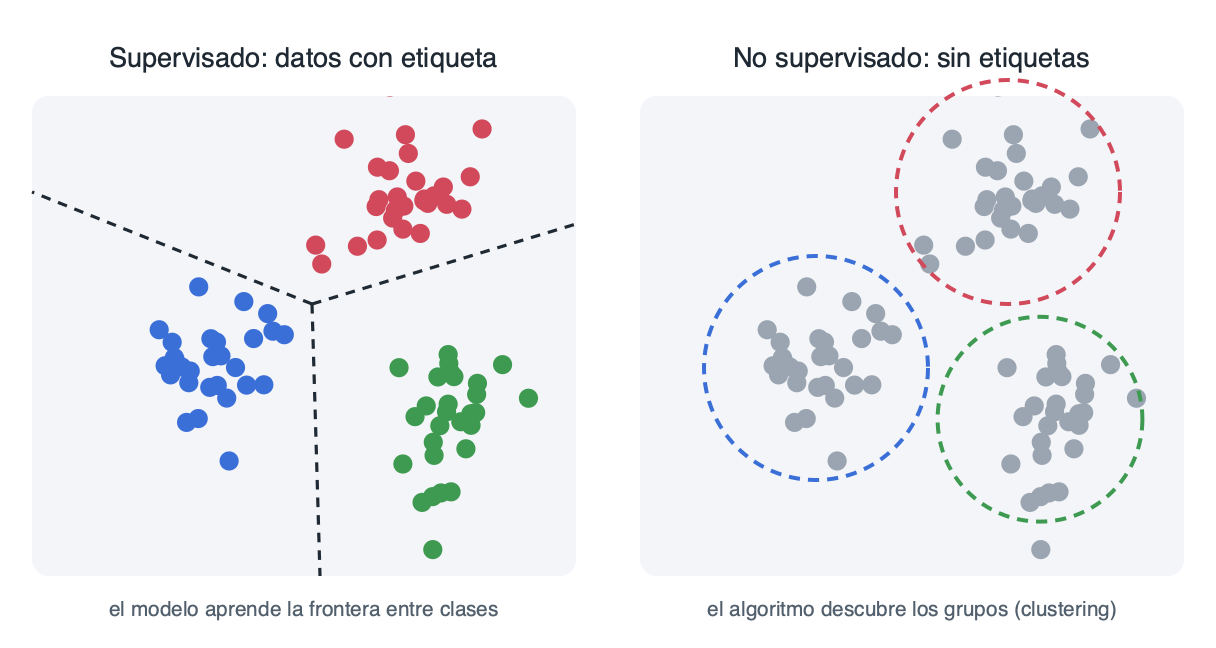 Supervisado: datos con etiqueta
No supervisado: sin etiquetas
el modelo aprende la frontera entre clases
el algoritmo descubre los grupos (clustering)